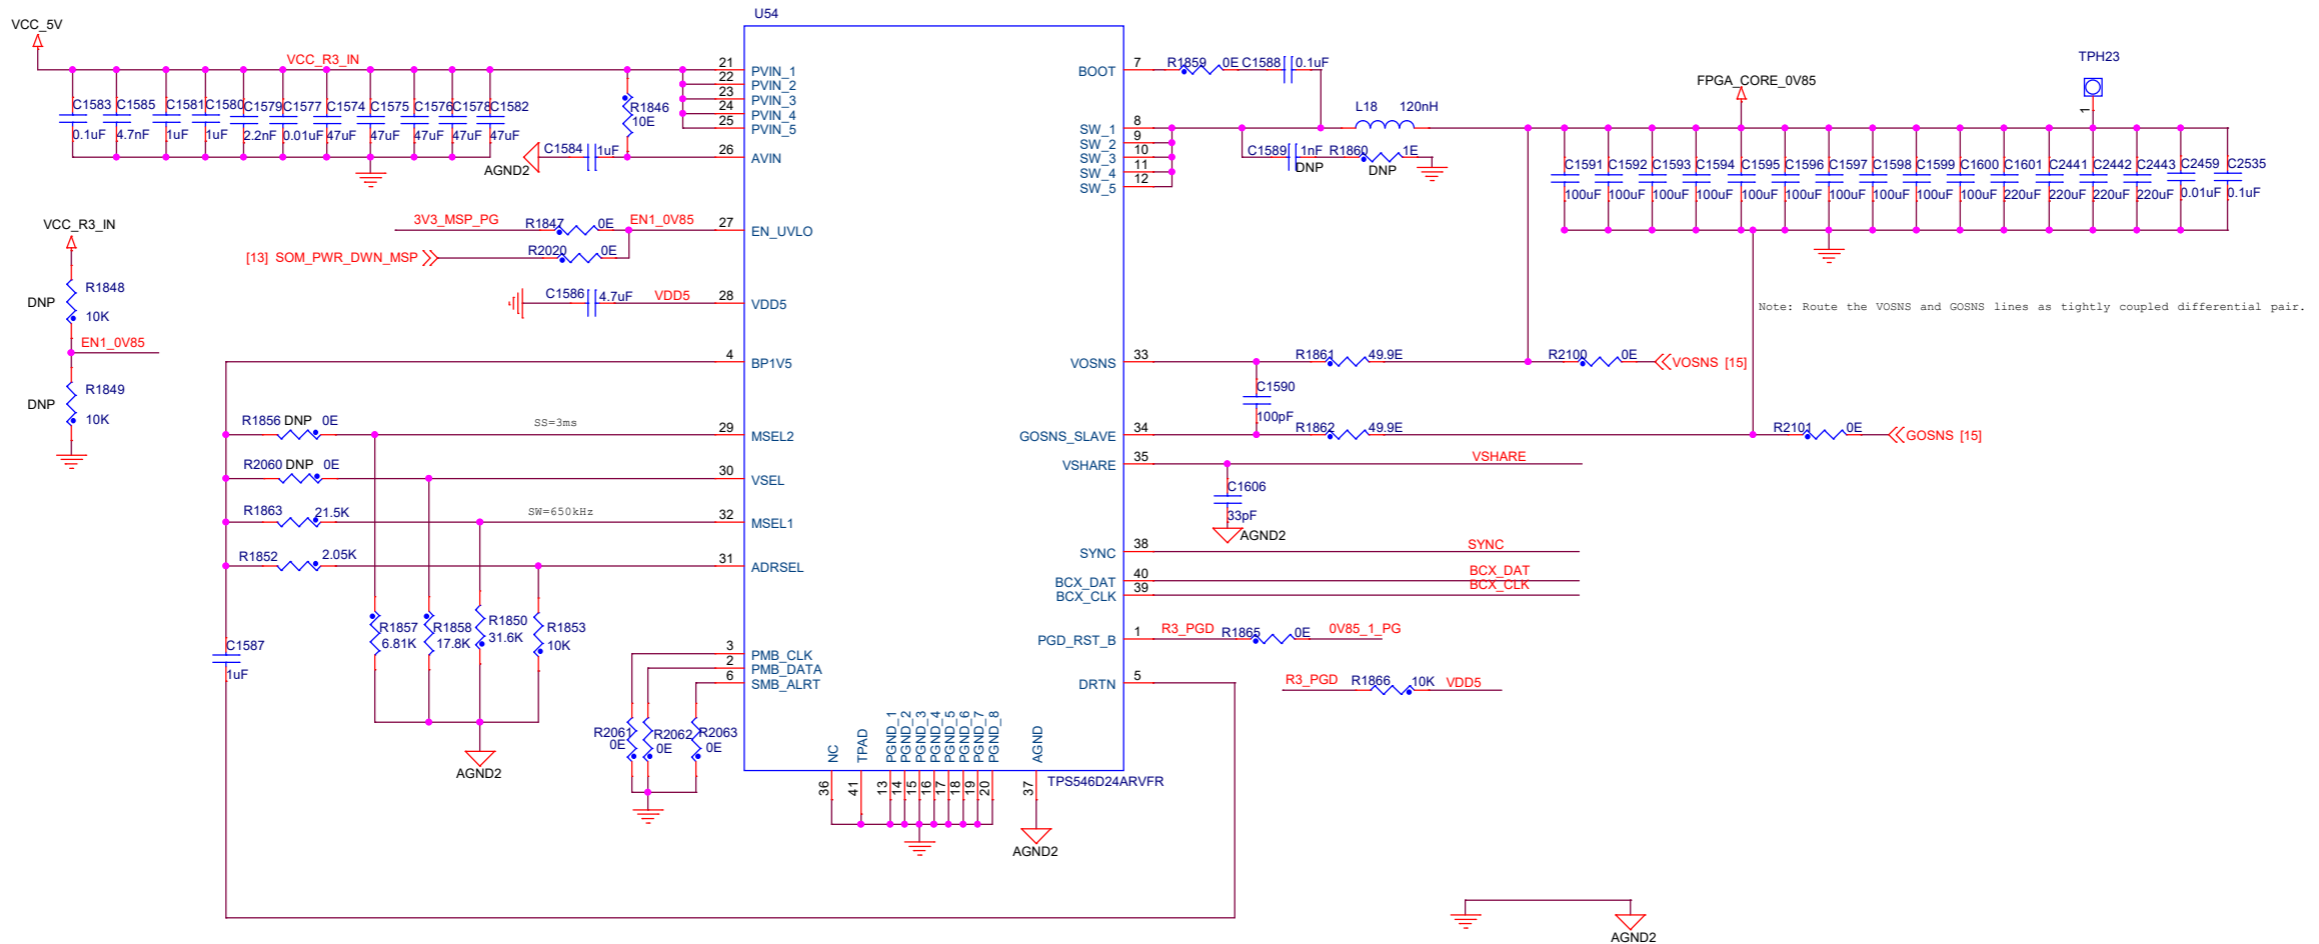 U54
VCC_5V
VCC_R3_IN
C1583
0.1uF
C1585
4.7nF
C1581
1uF
C1580
1uF
C1579
2.2nF
C1577
0.01uF
C1574
47uF
C1575
47uF
C1576
47uF
C1578
47uF
C1582
47uF
R1846
10E
C1584
1uF
AGND2
21
PVIN_1
22
PVIN_2
23
PVIN_3
24
PVIN_4
25
PVIN_5
26
AVIN
VCC_R3_IN
DNP
R1848
10K
EN1_0V85
DNP
R1849
10K
3V3_MSP_PG
R1847
0E
EN1_0V85
27
EN_UVLO
[13] SOM_PWR_DWN_MSP
R2020
0E
C1586
4.7uF
VDD5
28
VDD5
4
BP1V5
R1856
DNP
0E
SS=3ms
29
MSEL2
R2060
DNP
0E
30
VSEL
R1863
21.5K
SW=650kHz
32
MSEL1
R1852
2.05K
31
ADRSEL
R1857
6.81K
R1858
17.8K
R1850
31.6K
R1853
10K
C1587
1uF
AGND2
3
PMB_CLK
2
PMB_DATA
6
SMB_ALRT
R2061
0E
R2062
0E
R2063
0E
NC
36
TPAD
41
PGND_1
13
PGND_2
14
PGND_3
15
PGND_4
16
PGND_5
17
PGND_6
18
PGND_7
19
PGND_8
20
AGND
37
AGND2
TPS546D24ARVFR
BOOT
7
R1859
0E
C1588
0.1uF
SW_1
8
SW_2
9
SW_3
10
SW_4
11
SW_5
12
L18
120nH
C1589
1nF
DNP
R1860
1E
DNP
FPGA_CORE_0V85
TPH23
1
C1591
100uF
C1592
100uF
C1593
100uF
C1594
100uF
C1595
100uF
C1596
100uF
C1597
100uF
C1598
100uF
C1599
100uF
C1600
100uF
C1601
220uF
C2441
220uF
C2442
220uF
C2443
220uF
C2459
0.01uF
C2535
0.1uF
Note: Route the VOSNS and GOSNS lines as tightly coupled differential pair.
VOSNS
33
R1861
49.9E
R2100
0E
VOSNS [15]
C1590
100pF
GOSNS_SLAVE
34
R1862
49.9E
R2101
0E
GOSNS [15]
VSHARE
35
VSHARE
C1606
33pF
AGND2
SYNC
38
SYNC
BCX_DAT
40
BCX_DAT
BCX_CLK
39
BCX_CLK
PGD_RST_B
1
R3_PGD
R1865
0E
0V85_1_PG
DRTN
5
R3_PGD
R1866
10K
VDD5
AGND2